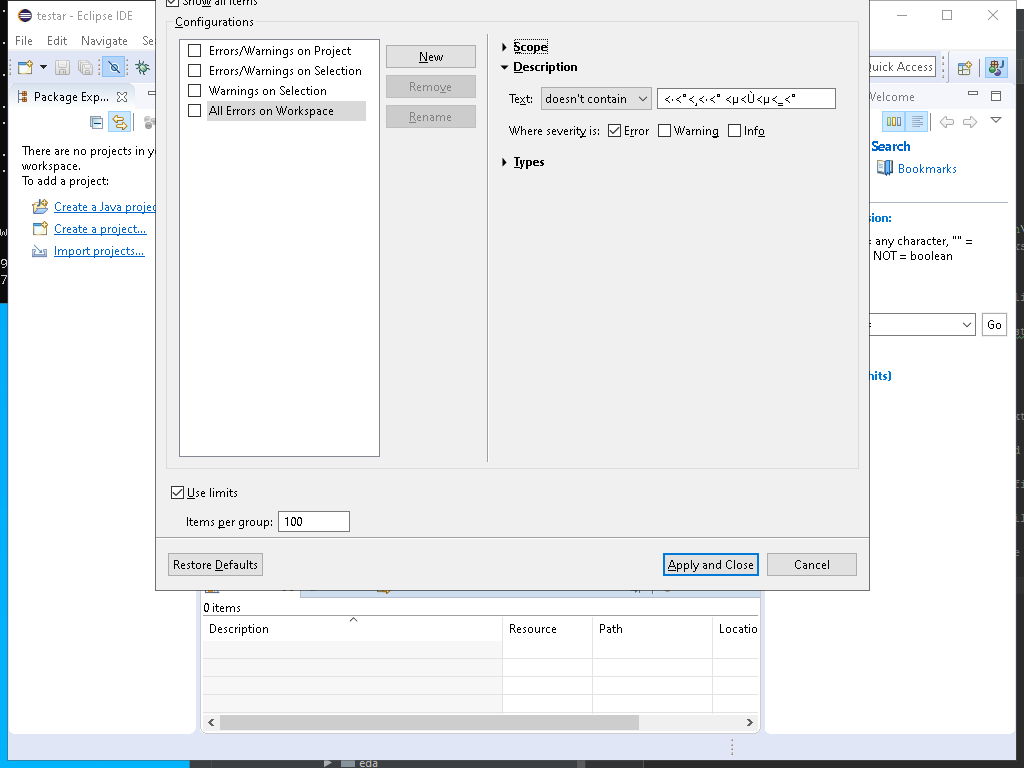 Show all items
testar - Eclipse IDE
Configurations
File Edit Navigate Se
Errors/Warnings on Project
Errors/Warnings on Selection
Warnings on Selection
All Errors on Workspace
New
Remove
Rename
Scope
Description
Text: doesn't contain
Where severity is: Error Warning Info
Types
Quick Access
Package Exp...
Welcome
There are no projects in y
workspace.
To add a project:
Create a Java projec
Create a project...
Import projects...
Search
Bookmarks
sion:
= any character, "" =
NOT = boolean
Go
hits)
Use limits
Items per group: 100
Restore Defaults
Apply and Close
Cancel
0 items
Description Resource Path Locatio
eda